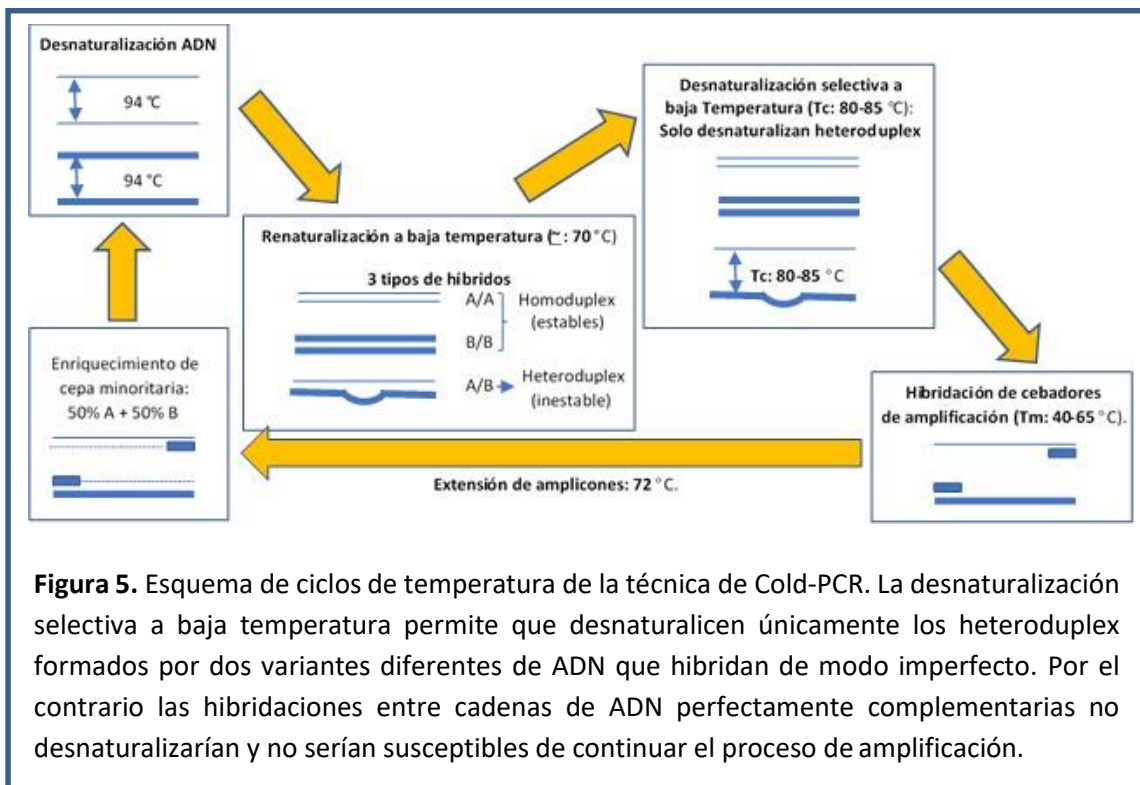 Desnaturalización ADN
94 °C
94 °C
Desnaturalización selectiva a
baja Temperatura (Tc: 80-85 °C):
Solo desnaturalizan heteroduplex
Tc: 80-85 °C
Renaturalización a baja temperatura (~: 70 °C)
3 tipos de híbridos
A/A
Homoduplex
(estables)
B/B
A/B
Heteroduplex
(inestable)
Enriquecimiento de
cepa minoritaria:
50% A + 50% B
Hibridación de cebadores
de amplificación (Tm: 40-65 °C).
Extensión de amplicones: 72 °C.
Figura 5. Esquema de ciclos de temperatura de la técnica de Cold-PCR. La desnaturalización
selectiva a baja temperatura permite que desnaturalicen únicamente los heteroduplex
formados por dos variantes diferentes de ADN que hibridan de modo imperfecto. Por el
contrario las hibridaciones entre cadenas de ADN perfectamente complementarias no
desnaturalizarían y no serían susceptibles de continuar el proceso de amplificación.